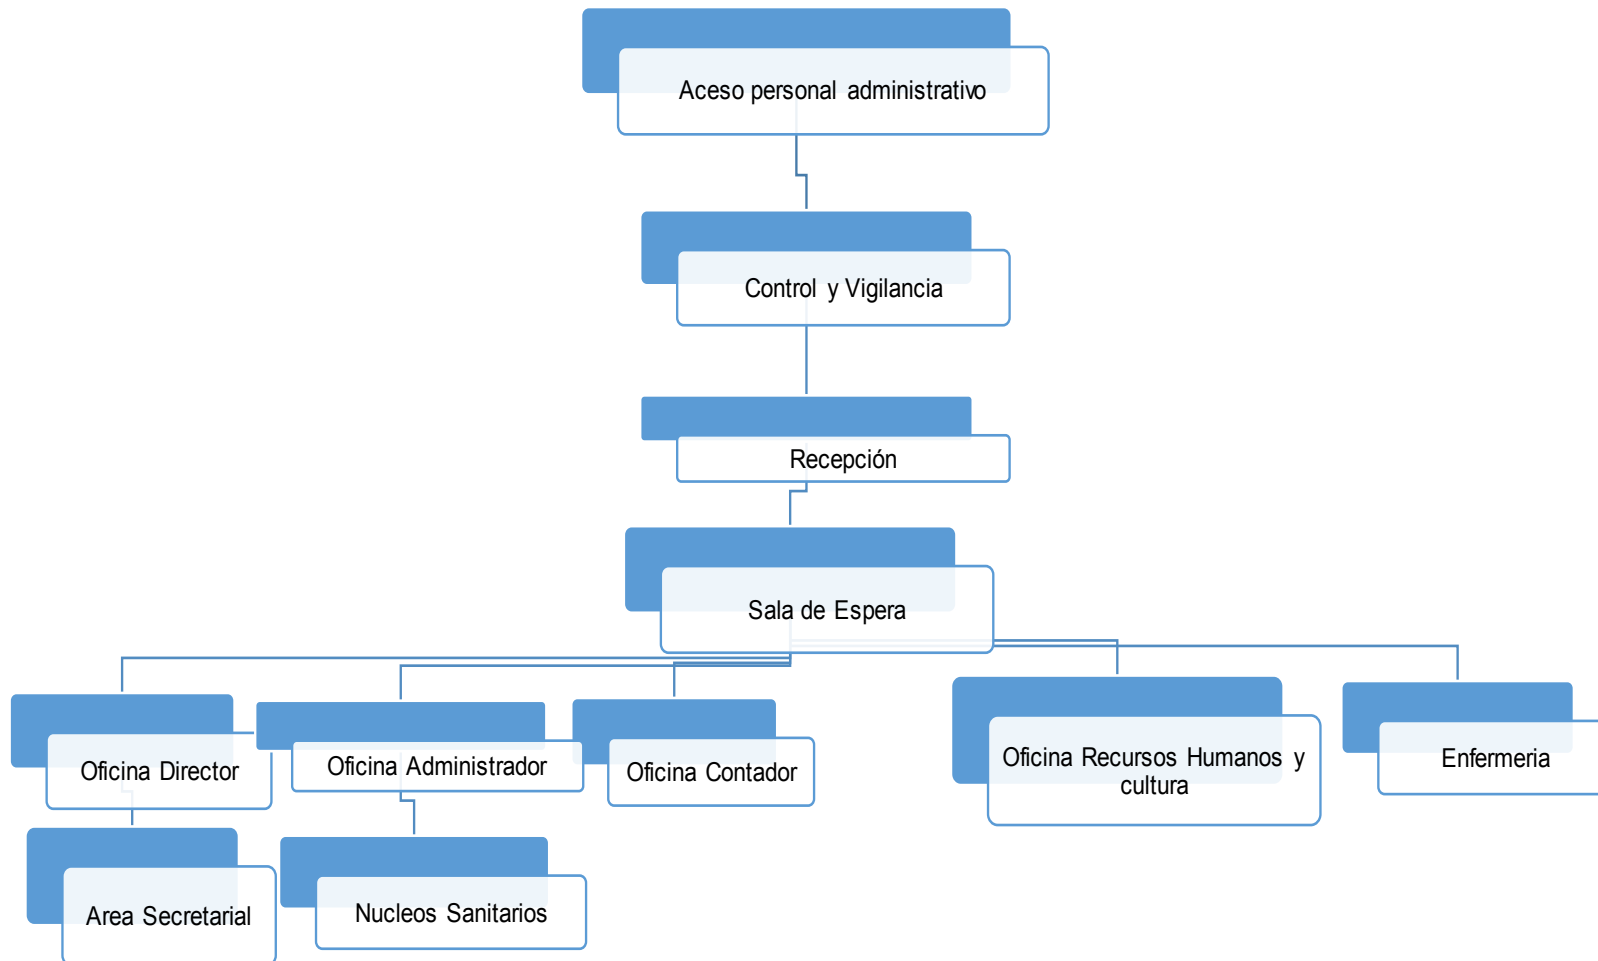 Aceso personal administrativo
Control y Vigilancia
Recepción
Sala de Espera
Oficina Director
Oficina Administrador
Oficina Contador
Oficina Recursos Humanos y
cultura
Enfermeria
Area Secretarial
Nucleos Sanitarios